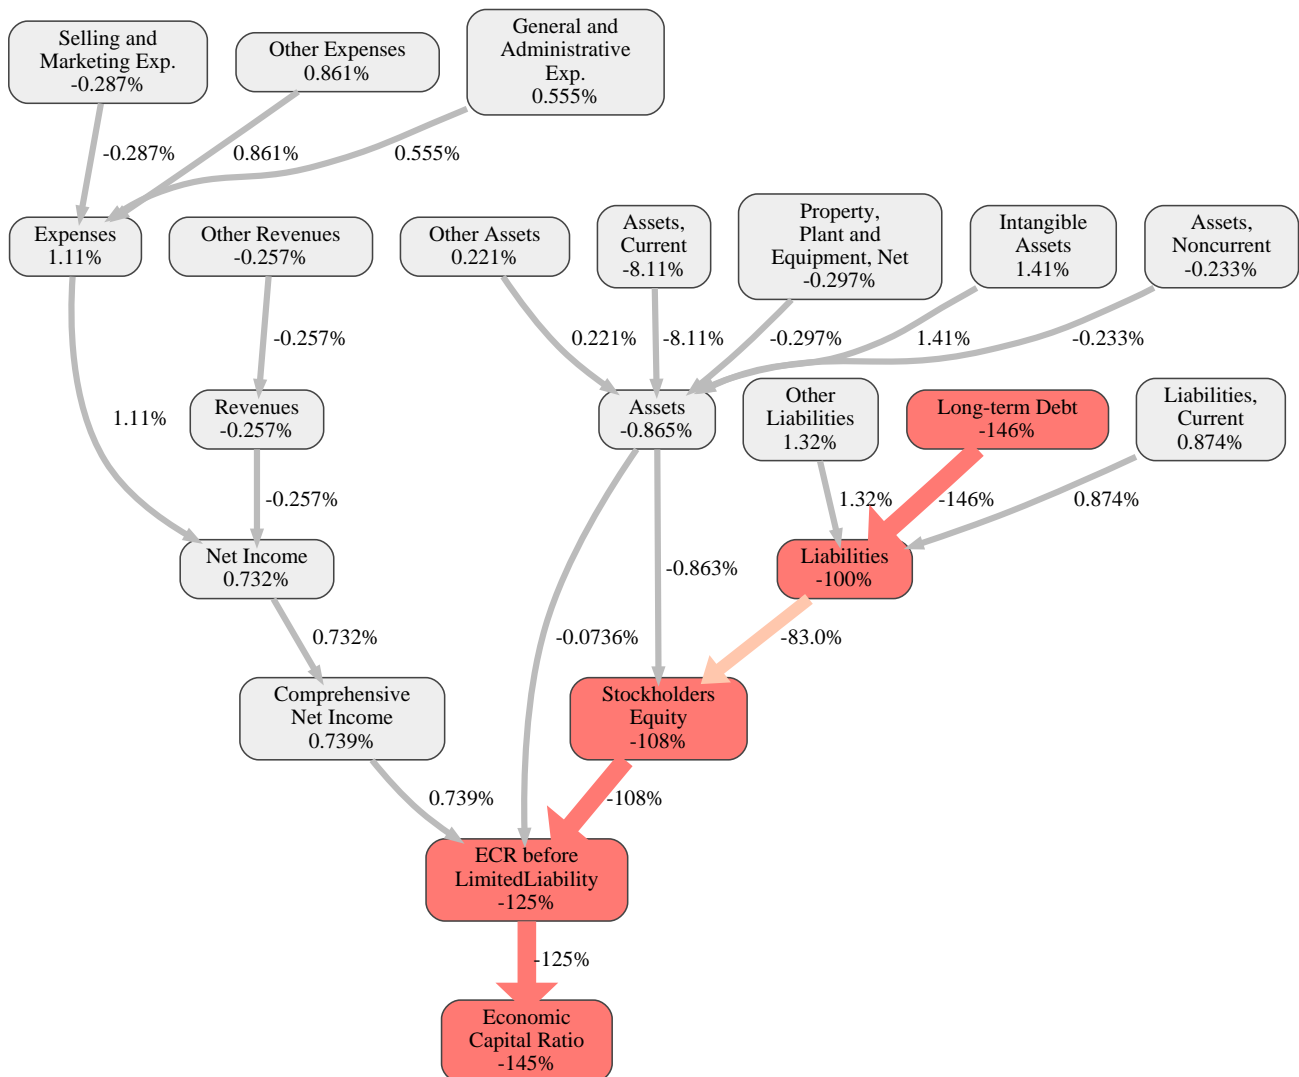 Selling and
Marketing Exp.
-0.287%
Other Expenses
0.861%
General and
Administrative
Exp.
0.555%
-0.287%
0.861%
0.555%
Expenses
1.11%
Other Revenues
-0.257%
Other Assets
0.221%
Assets,
Current
-8.11%
Property,
Plant and
Equipment, Net
-0.297%
Intangible
Assets
1.41%
Assets,
Noncurrent
-0.233%
-0.257%
0.221%
-8.11%
-0.297%
1.41%
-0.233%
1.11%
Revenues
-0.257%
Assets
-0.865%
Other
Liabilities
1.32%
Long-term Debt
-146%
Liabilities,
Current
0.874%
-0.257%
1.32%
-146%
0.874%
Net Income
0.732%
-0.863%
Liabilities
-100%
0.732%
-0.0736%
-83.0%
Comprehensive
Net Income
0.739%
Stockholders
Equity
-108%
0.739%
-108%
ECR before
LimitedLiability
-125%
-125%
Economic
Capital Ratio
-145%